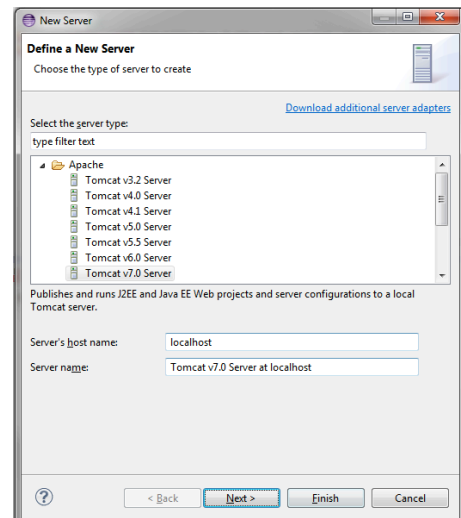 New Server
Define a New Server
Choose the type of server to create
Download additional server adapters
Select the server type:
type filter text
Apache
Tomcat v3.2 Server
Tomcat v4.0 Server
Tomcat v4.1 Server
Tomcat v5.0 Server
Tomcat v5.5 Server
Tomcat v6.0 Server
Tomcat v7.0 Server
Publishes and runs J2EE and Java EE Web projects and server configurations to a local
Tomcat server.
Server's host name: localhost
Server name: Tomcat v7.0 Server at localhost
? < Back Next > Finish Cancel